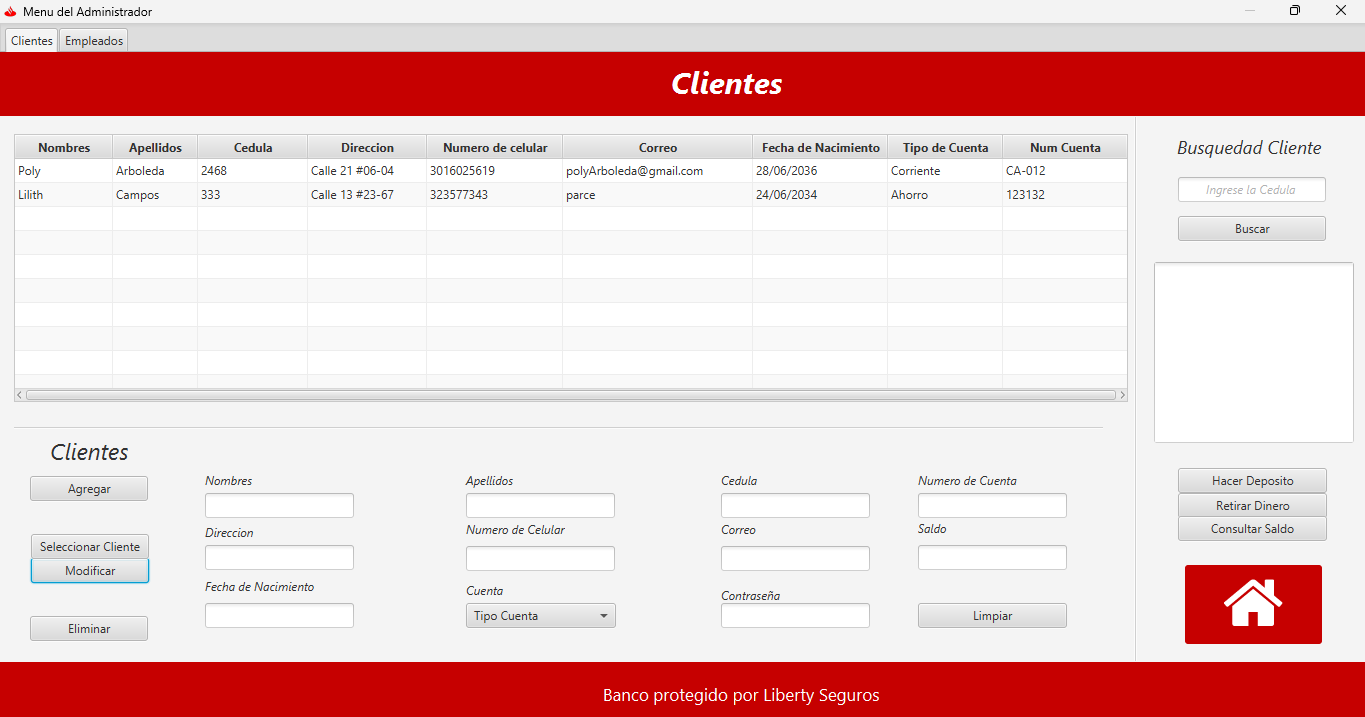 Menu del Administrador
Clientes Empleados
Clientes
Nombres Apellidos Cedula Direccion Numero de celular Correo Fecha de Nacimiento Tipo de Cuenta Num Cuenta
Poly Arboleda 2468 Calle 21 #06-04 3016025619 polyArboleda@gmail.com 28/06/2036 Corriente CA-012
Lilith Campos 333 Calle 13 #23-67 323577343 parce 24/06/2034 Ahorro 123132
Busquedad Cliente
Ingrese la Cedula
Buscar
Clientes
Agregar
Seleccionar Cliente
Modificar
Eliminar
Nombres Apellidos Cedula Numero de Cuenta
Direccion Numero de Celular Correo Saldo
Fecha de Nacimiento Cuenta Contraseña
Tipo Cuenta Limpiar
Hacer Deposito
Retirar Dinero
Consultar Saldo
Banco protegido por Liberty Seguros